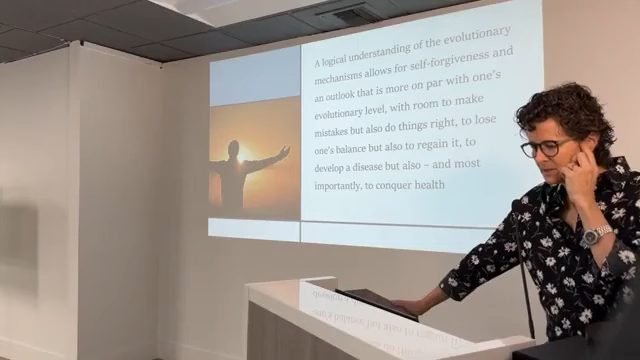 A logical understanding of the evolutionary
mechanisms allows for self-forgiveness and
an outlook that is more on par with one's
evolutionary level, with room to make
mistakes but also do things right, to lose
one's balance but also to regain it, to
develop a disease but also – and most
importantly, to conquer health